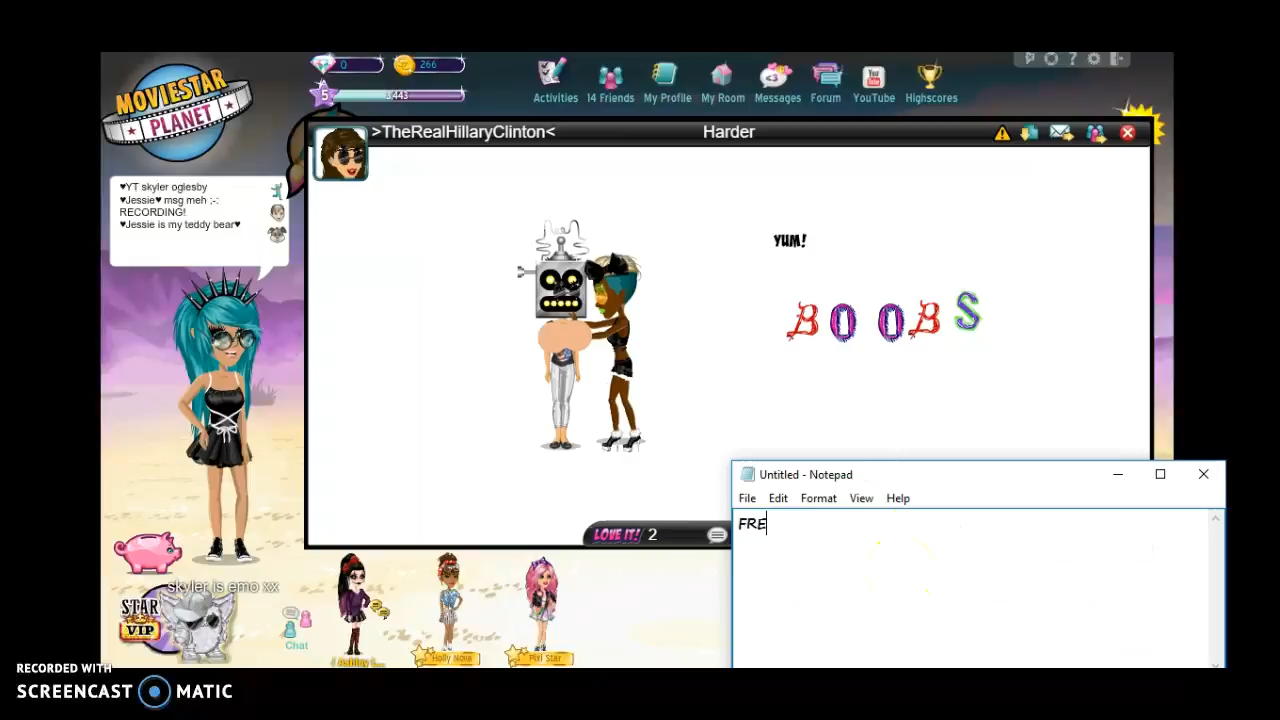 MOVIESTAR
PLANET
0
266
5
3,443
Activities
14 Friends
My Profile
My Room
Messages
Forum
YouTube
Highscores
>TheRealHillaryClinton<
Harder
♥YT skyler oglesby
♥Jessie♥ msg meh ;-:
RECORDING!
♥Jessie is my teddy bear♥
YUM!
BOOBS
LOVE IT! 2
Untitled - Notepad
File Edit Format View Help
FRE
skyler is emo xx
STAR
VIP
Chat
Holly Nova
Pixi Star
RECORDED WITH
SCREENCAST MATIC